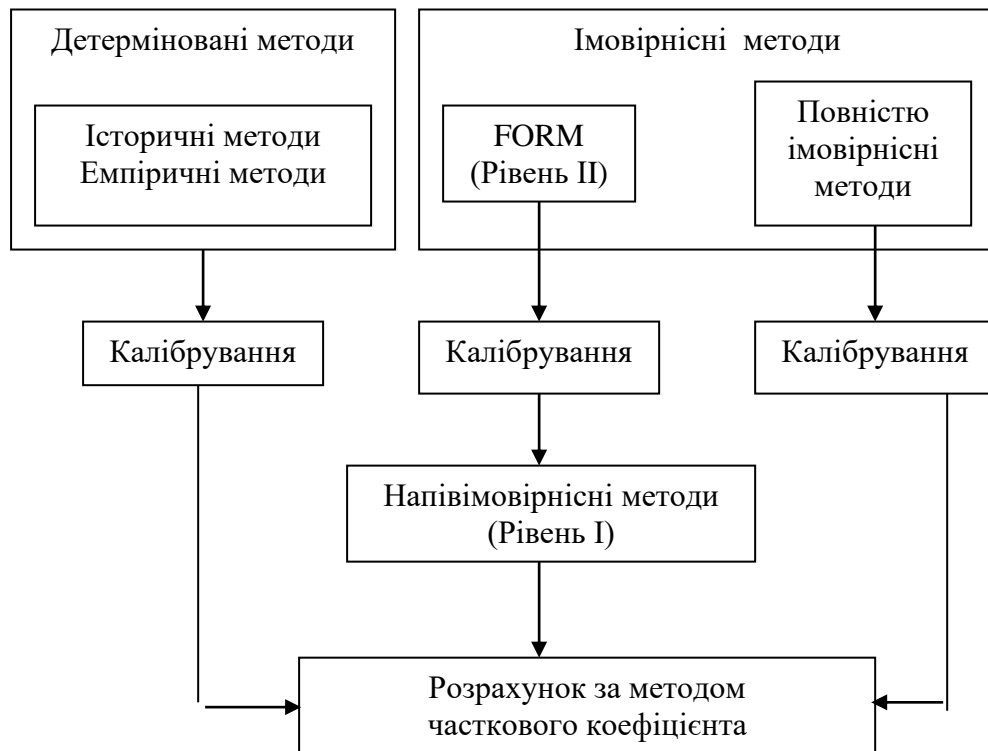 Детерміновані методи
Імовірнісні методи
Історичні методи
Емпіричні методи
FORM
(Рівень II)
Повністю
імовірнісні
методи
Калібрування
Калібрування
Калібрування
Напівімовірнісні методи
(Рівень I)
Розрахунок за методом
часткового коефіцієнта